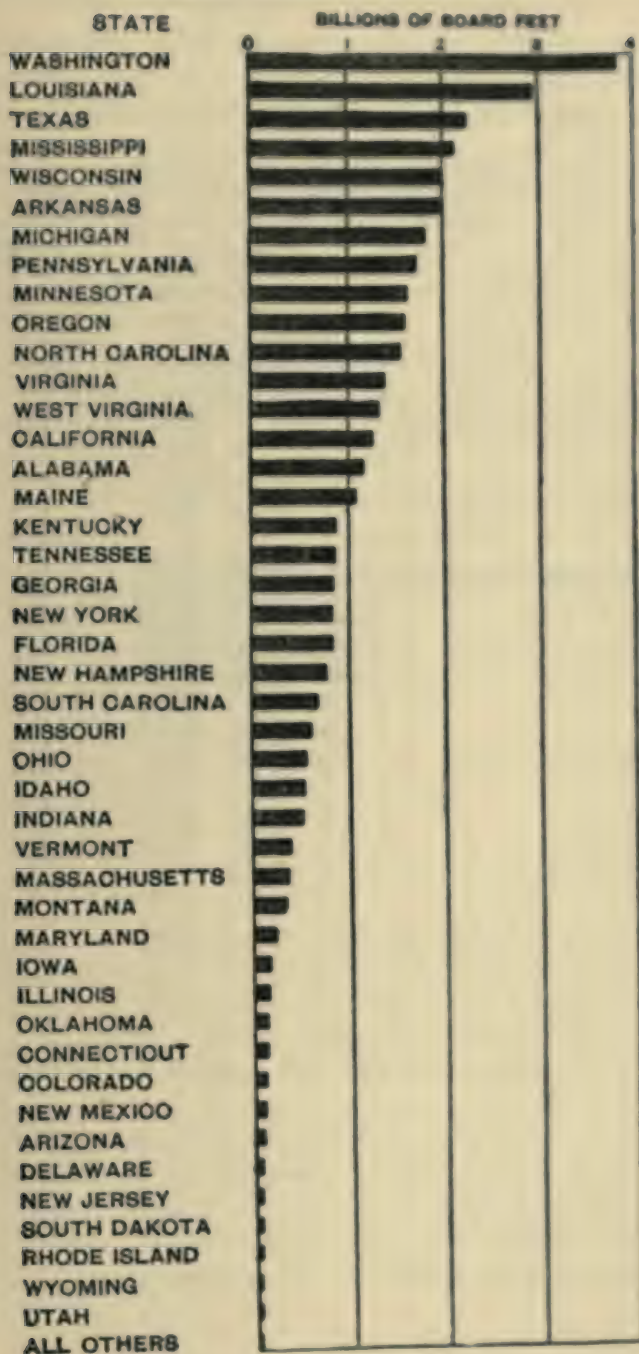 STATE BILLIONS OF BOARD FEET
0 1 2 3 4
WASHINGTON
LOUISIANA
TEXAS
MISSISSIPPI
WISCONSIN
ARKANSAS
MICHIGAN
PENNSYLVANIA
MINNESOTA
OREGON
NORTH CAROLINA
VIRGINIA
WEST VIRGINIA.
CALIFORNIA
ALABAMA
MAINE
KENTUCKY
TENNESSEE
GEORGIA
NEW YORK
FLORIDA
NEW HAMPSHIRE
SOUTH CAROLINA
MISSOURI
OHIO
IDAHO
INDIANA
VERMONT
MASSACHUSETTS
MONTANA
MARYLAND
IOWA
ILLINOIS
OKLAHOMA
CONNECTICUT
COLORADO
NEW MEXICO
ARIZONA
DELAWARE
NEW JERSEY
SOUTH DAKOTA
RHODE ISLAND
WYOMING
UTAH
ALL OTHERS